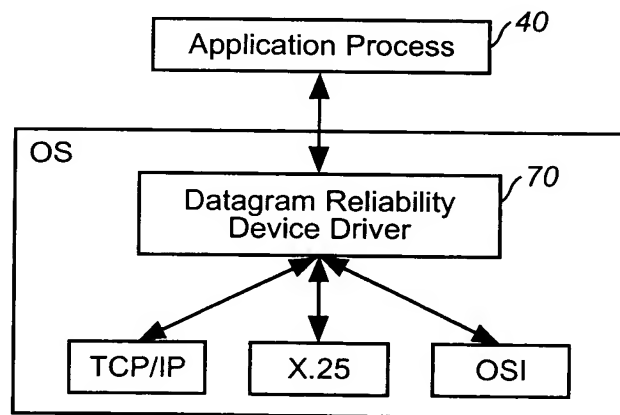 Application Process
40
OS
Datagram Reliability
Device Driver
70
TCP/IP
X.25
OSI